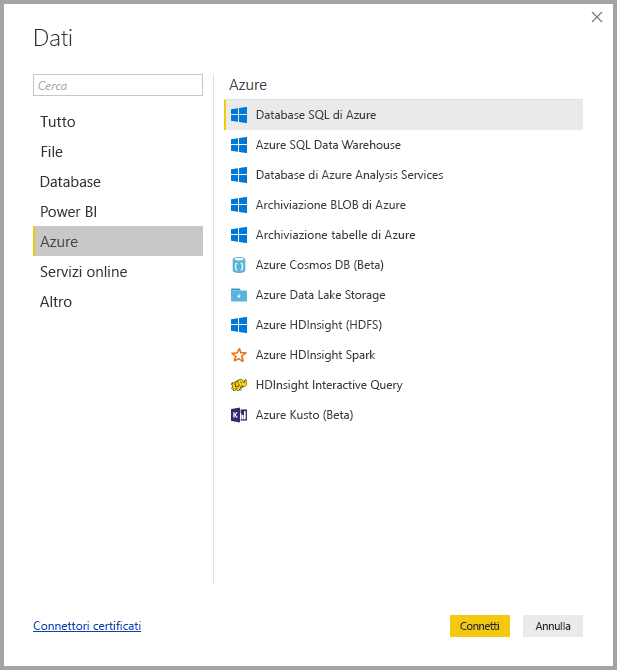 Dati
Cerca
Tutto
File
Database
Power BI
Azure
Servizi online
Altro
Azure
Database SQL di Azure
Azure SQL Data Warehouse
Database di Azure Analysis Services
Archiviazione BLOB di Azure
Archiviazione tabelle di Azure
Azure Cosmos DB (Beta)
Azure Data Lake Storage
Azure HDInsight (HDFS)
Azure HDInsight Spark
HDInsight Interactive Query
Azure Kusto (Beta)
Connettori certificati
Connetti
Annulla